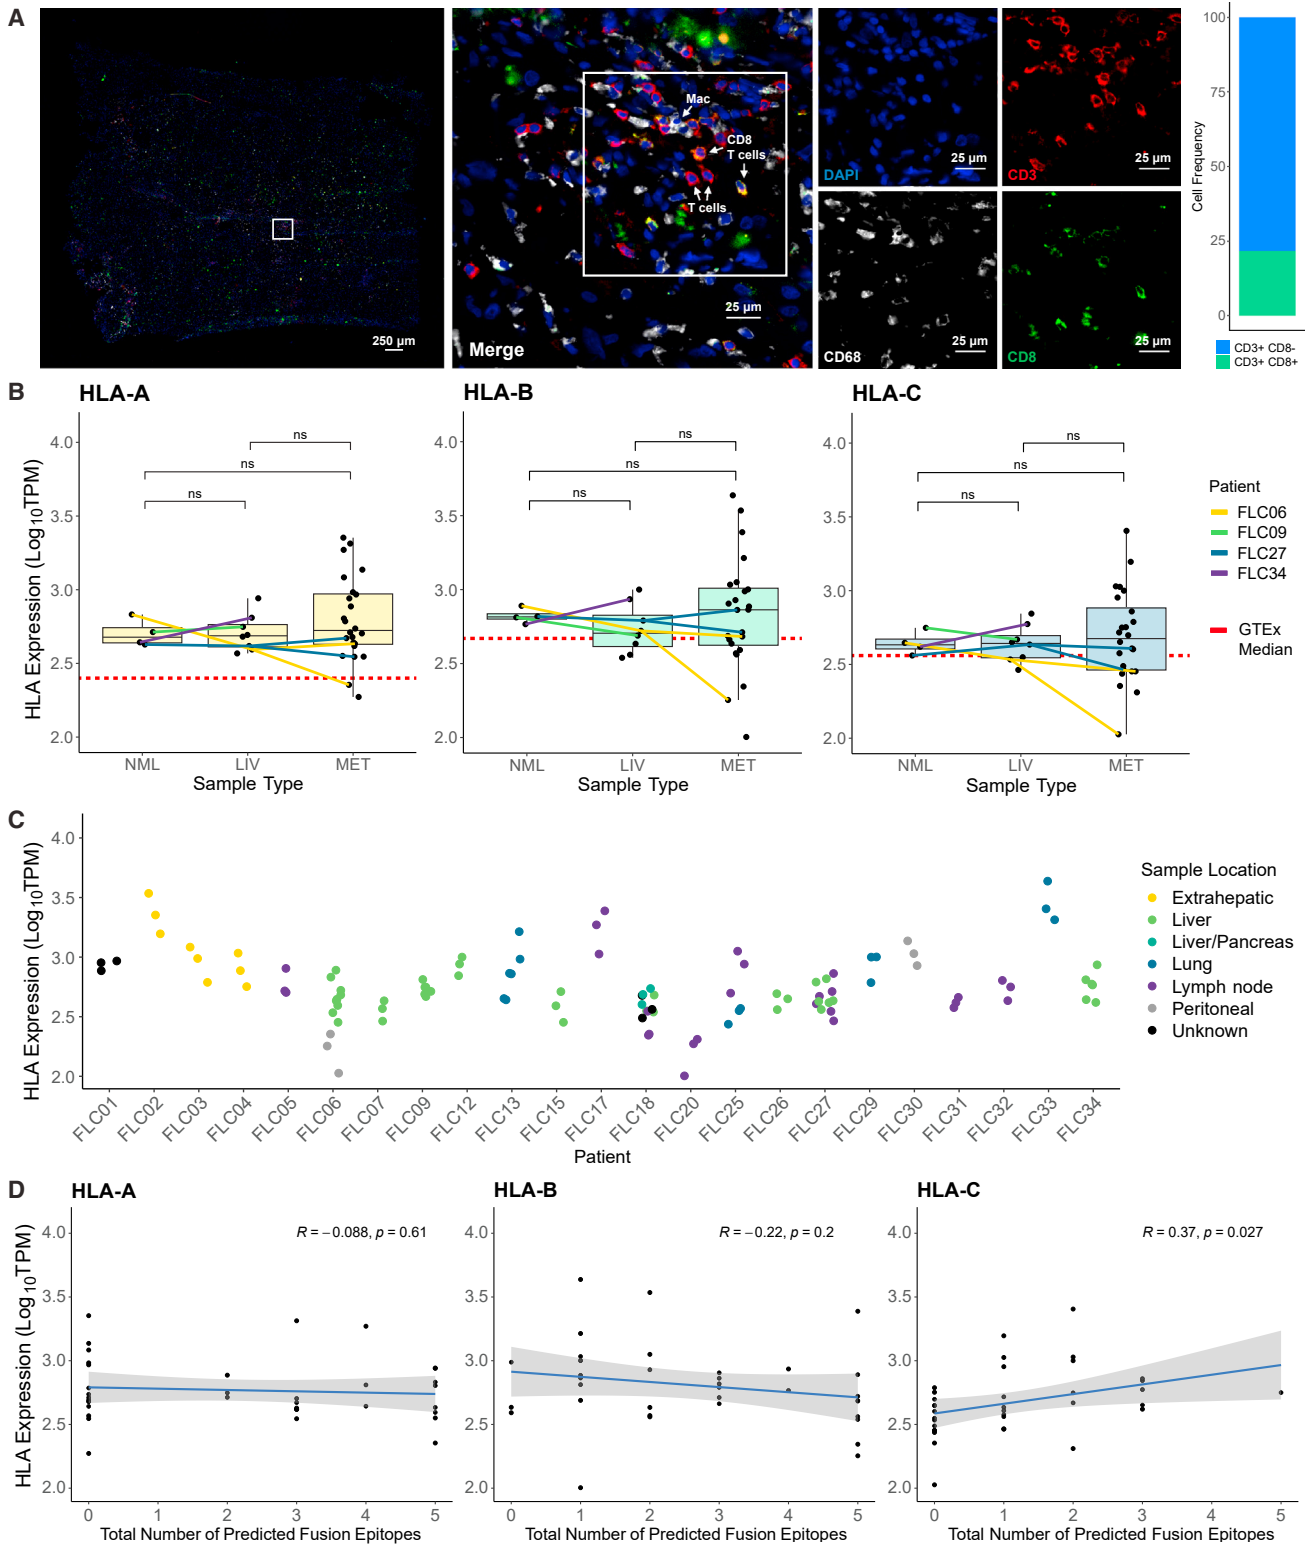 A
250 µm
Mac
CD8
T cells
T cells
25 µm
Merge
25 µm
DAPI
25 µm
CD3
25 µm
CD68
25 µm
CD8
Cell Frequency
100
75
50
25
0
CD3+ CD8-
CD3+ CD8+
B
HLA-A
HLA Expression (Log10TPM)
4.0
3.5
3.0
2.5
2.0
ns
ns
ns
NML LIV MET
Sample Type
HLA-B
4.0
3.5
3.0
2.5
2.0
ns
ns
ns
NML LIV MET
Sample Type
HLA-C
4.0
3.5
3.0
2.5
2.0
ns
ns
ns
NML LIV MET
Sample Type
Patient
FLC06
FLC09
FLC27
FLC34
GTEx
Median
C
HLA Expression (Log10TPM)
4.0
3.5
3.0
2.5
2.0
FLC01 FLC02 FLC03 FLC04 FLC05 FLC06 FLC07 FLC09 FLC12 FLC13 FLC15 FLC17 FLC18 FLC20 FLC25 FLC26 FLC27 FLC29 FLC30 FLC31 FLC32 FLC33 FLC34
Patient
Sample Location
Extrahepatic
Liver
Liver/Pancreas
Lung
Lymph node
Peritoneal
Unknown
D
HLA-A
HLA Expression (Log10TPM)
4.0
3.5
3.0
2.5
2.0
R = −0.088, p = 0.61
0 1 2 3 4 5
Total Number of Predicted Fusion Epitopes
HLA-B
4.0
3.5
3.0
2.5
2.0
R = −0.22, p = 0.2
0 1 2 3 4 5
Total Number of Predicted Fusion Epitopes
HLA-C
4.0
3.5
3.0
2.5
2.0
R = 0.37, p = 0.027
0 1 2 3 4 5
Total Number of Predicted Fusion Epitopes